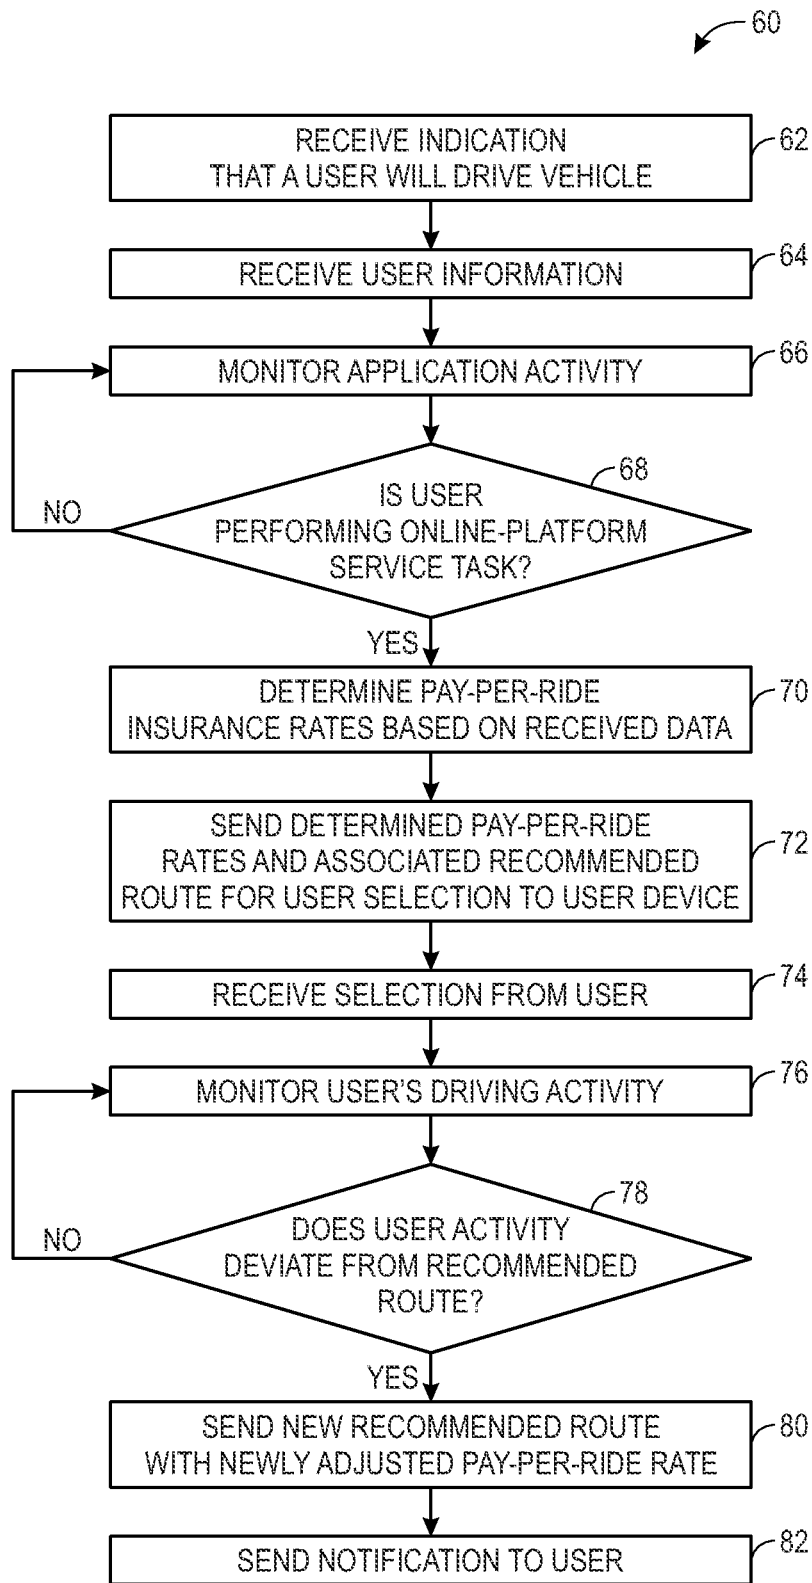 60
RECEIVE INDICATION
THAT A USER WILL DRIVE VEHICLE
62
RECEIVE USER INFORMATION
64
MONITOR APPLICATION ACTIVITY
66
68
IS USER
PERFORMING ONLINE-PLATFORM
SERVICE TASK?
NO
YES
DETERMINE PAY-PER-RIDE
INSURANCE RATES BASED ON RECEIVED DATA
70
SEND DETERMINED PAY-PER-RIDE
RATES AND ASSOCIATED RECOMMENDED
ROUTE FOR USER SELECTION TO USER DEVICE
72
RECEIVE SELECTION FROM USER
74
MONITOR USER'S DRIVING ACTIVITY
76
78
DOES USER ACTIVITY
DEVIATE FROM RECOMMENDED
ROUTE?
NO
YES
SEND NEW RECOMMENDED ROUTE
WITH NEWLY ADJUSTED PAY-PER-RIDE RATE
80
SEND NOTIFICATION TO USER
82